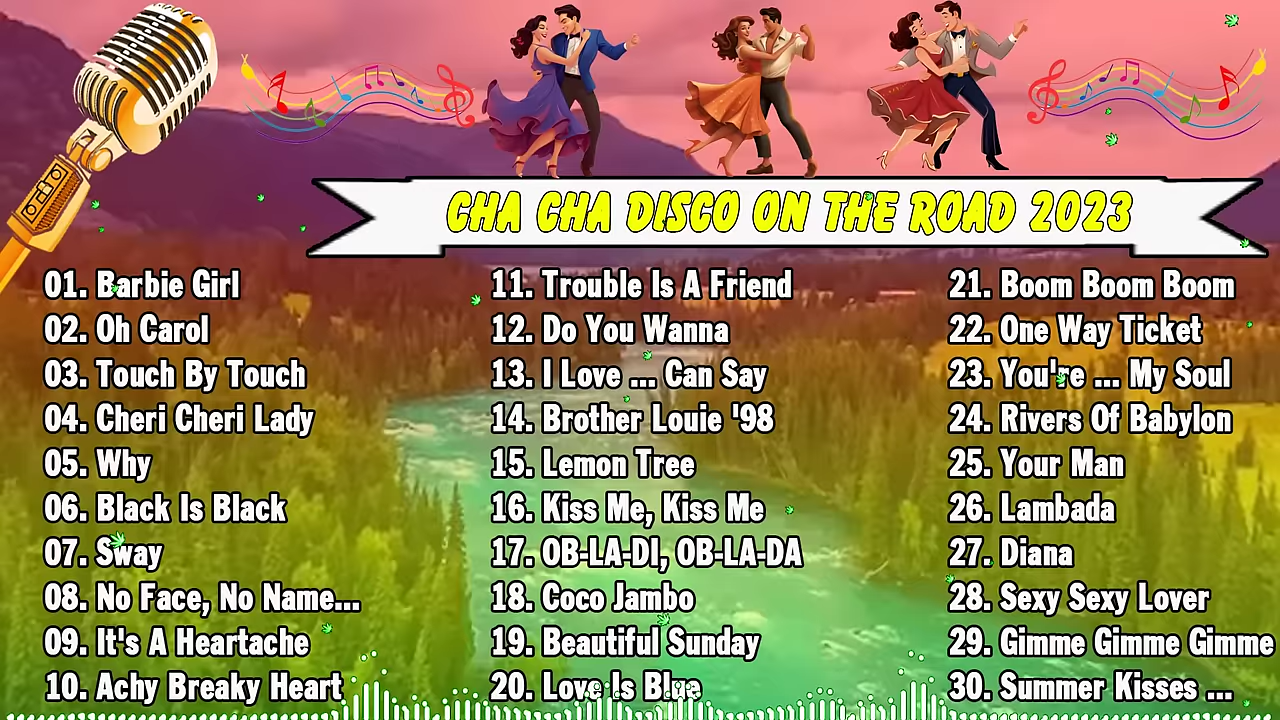 CHA CHA DISCO ON THE ROAD 2023
01. Barbie Girl
02. Oh Carol
03. Touch By Touch
04. Cheri Cheri Lady
05. Why
06. Black Is Black
07. Sway
08. No Face, No Name...
09. It's A Heartache
10. Achy Breaky Heart
11. Trouble Is A Friend
12. Do You Wanna
13. I Love ... Can Say
14. Brother Louie '98
15. Lemon Tree
16. Kiss Me, Kiss Me
17. OB-LA-DI, OB-LA-DA
18. Coco Jambo
19. Beautiful Sunday
20. Love Is Blue
21. Boom Boom Boom
22. One Way Ticket
23. You're ... My Soul
24. Rivers Of Babylon
25. Your Man
26. Lambada
27. Diana
28. Sexy Sexy Lover
29. Gimme Gimme Gimme
30. Summer Kisses ...